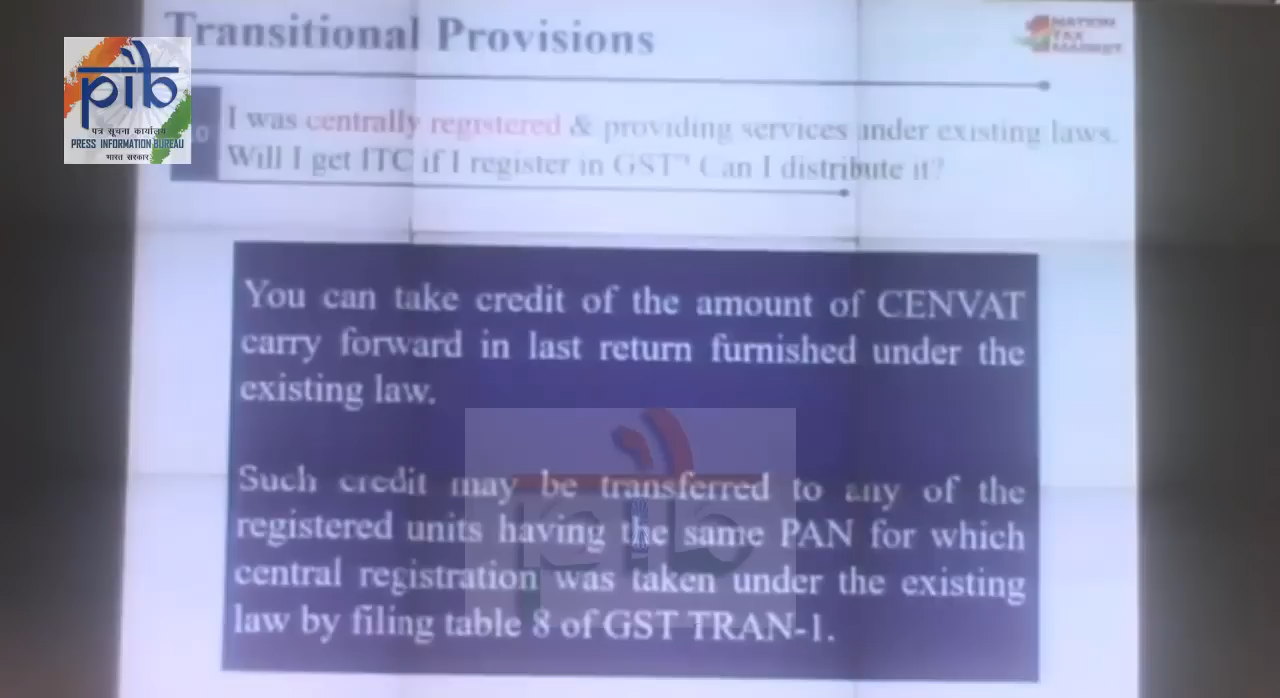 Transitional Provisions
NATION
TAX
MARKET
pib
पत्र सूचना कार्यालय
PRESS INFORMATION BUREAU
भारत सरकार
I was centrally registered & providing services under existing laws.
Will I get ITC if I register in GST? Can I distribute it?
You can take credit of the amount of CENVAT
carry forward in last return furnished under the
existing law.
Such credit may be transferred to any of the
registered units having the same PAN for which
central registration was taken under the existing
law by filing table 8 of GST TRAN-1.
pib